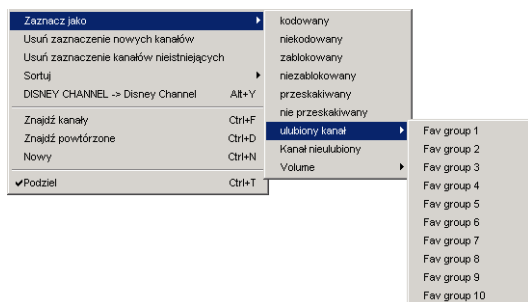 Zaznacz jako
Usuń zaznaczenie nowych kanałów
Usuń zaznaczenie kanałów nieistniejących
Sortuj
DISNEY CHANNEL -> Disney Channel Alt+Y
Znajdź kanały Ctrl+F
Znajdź powtórzone Ctrl+D
Nowy Ctrl+N
✔Podziel Ctrl+T
kodowany
niekodowany
zablokowany
niezablokowany
przeskakiwany
nie przeskakiwany
ulubiony kanał
Kanał nieulubiony
Volume
Fav group 1
Fav group 2
Fav group 3
Fav group 4
Fav group 5
Fav group 6
Fav group 7
Fav group 8
Fav group 9
Fav group 10